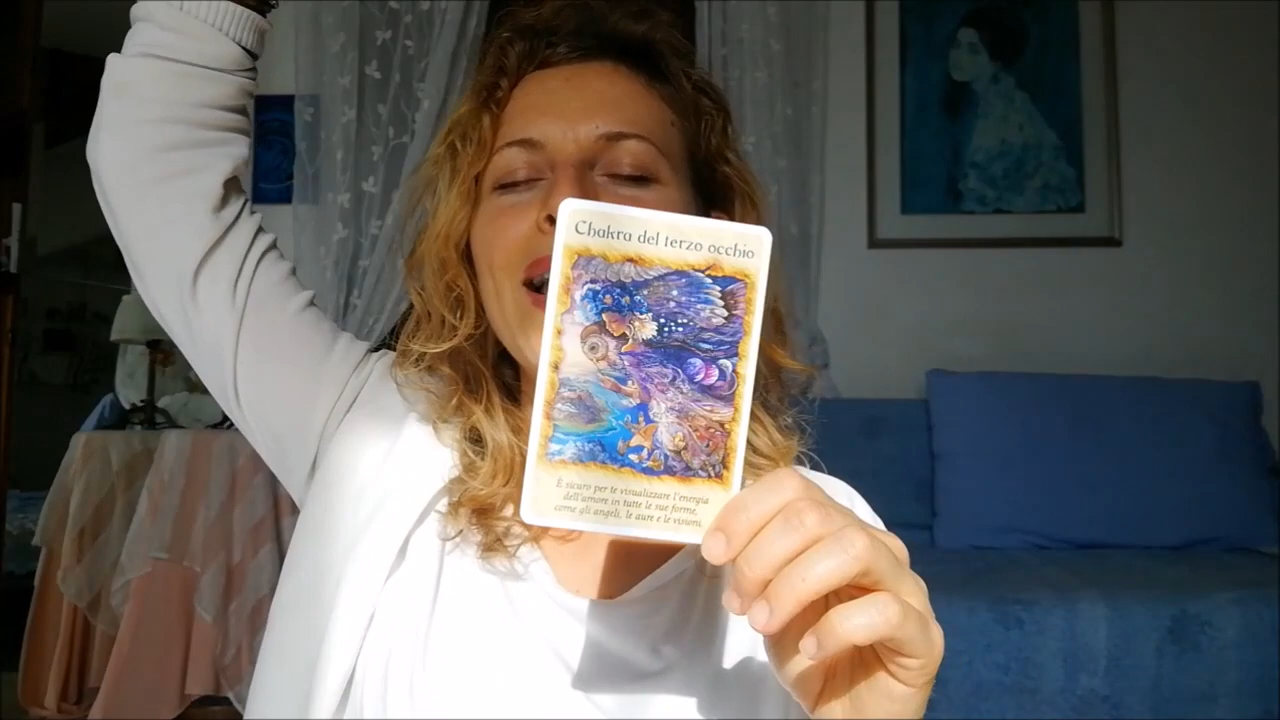 Chakra del terzo occhio
È sicuro per te visualizzare l'energia
dell'amore in tutte le sue forme,
come gli angeli, le aure e le visioni.